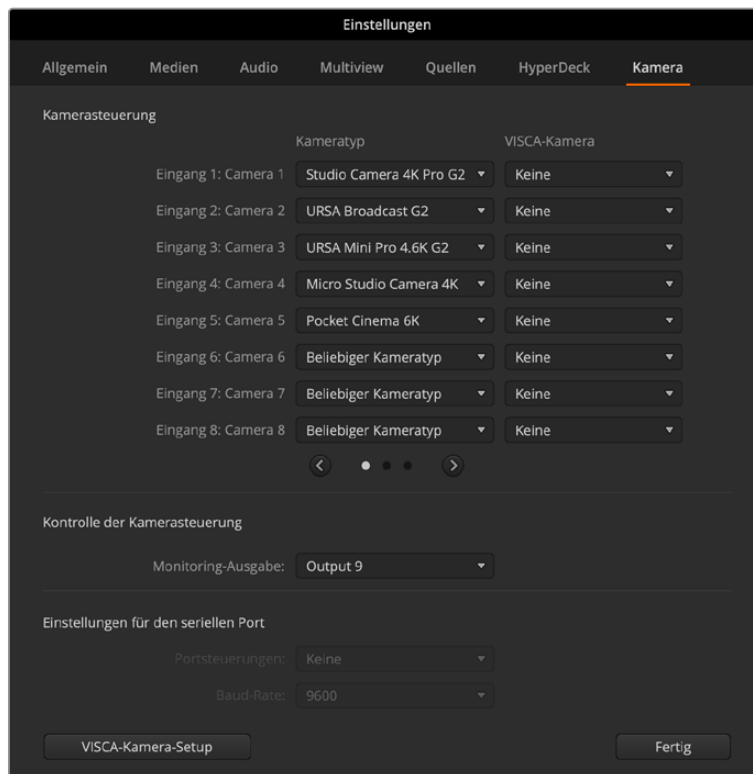 Einstellungen
Allgemein Medien Audio Multiview Quellen HyperDeck Kamera
Kamerasteuerung
Kameratyp VISCA-Kamera
Eingang 1: Camera 1 Studio Camera 4K Pro G2 Keine
Eingang 2: Camera 2 URSA Broadcast G2 Keine
Eingang 3: Camera 3 URSA Mini Pro 4.6K G2 Keine
Eingang 4: Camera 4 Micro Studio Camera 4K Keine
Eingang 5: Camera 5 Pocket Cinema 6K Keine
Eingang 6: Camera 6 Beliebiger Kameratyp Keine
Eingang 7: Camera 7 Beliebiger Kameratyp Keine
Eingang 8: Camera 8 Beliebiger Kameratyp Keine
Kontrolle der Kamerasteuerung
Monitoring-Ausgabe: Output 9
Einstellungen für den seriellen Port
Portsteuerungen: Keine
Baud-Rate: 9600
VISCA-Kamera-Setup Fertig